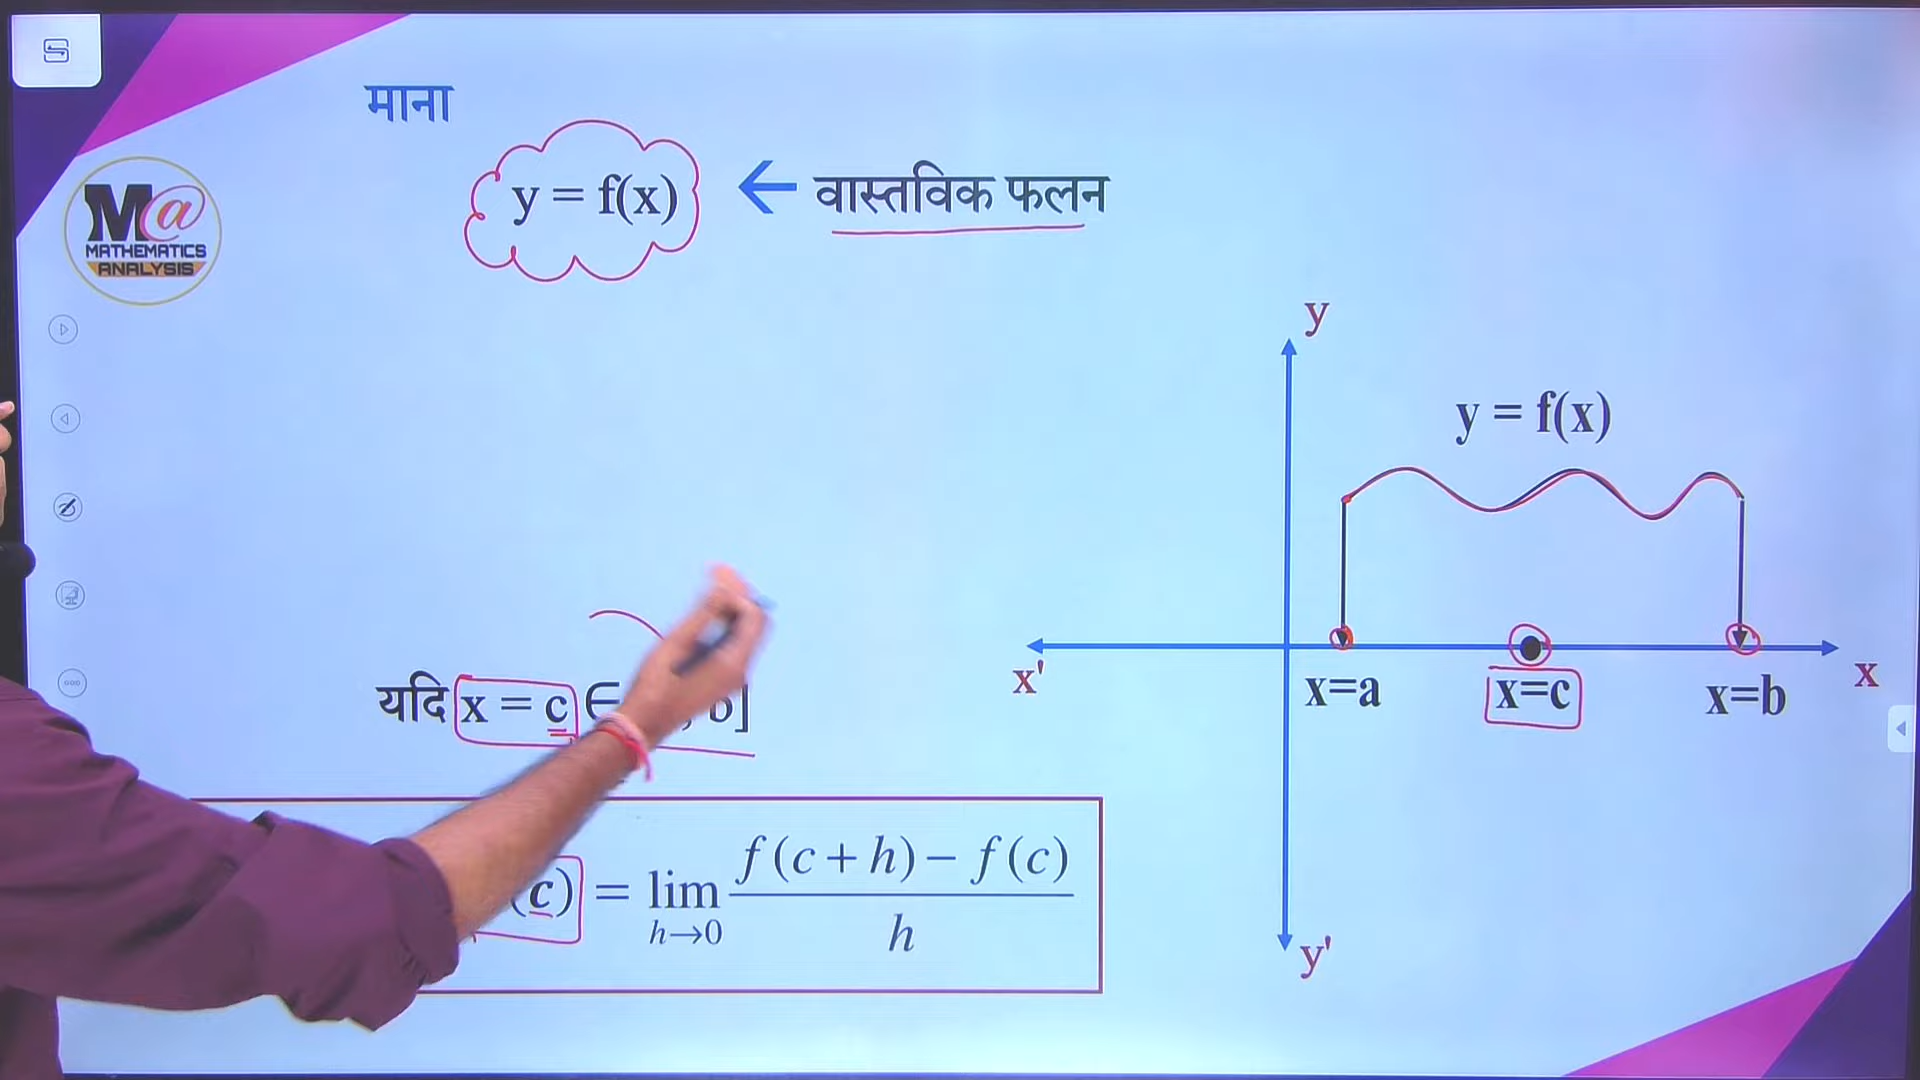 माना
y = f(x) ← वास्तविक फलन
M@
MATHEMATICS
ANALYSIS
y
y = f(x)
x'
x
x=a
x=c
x=b
यदि x = c ∈ , b]
(c) = lim h→0 f(c+h) − f(c) / h
y'